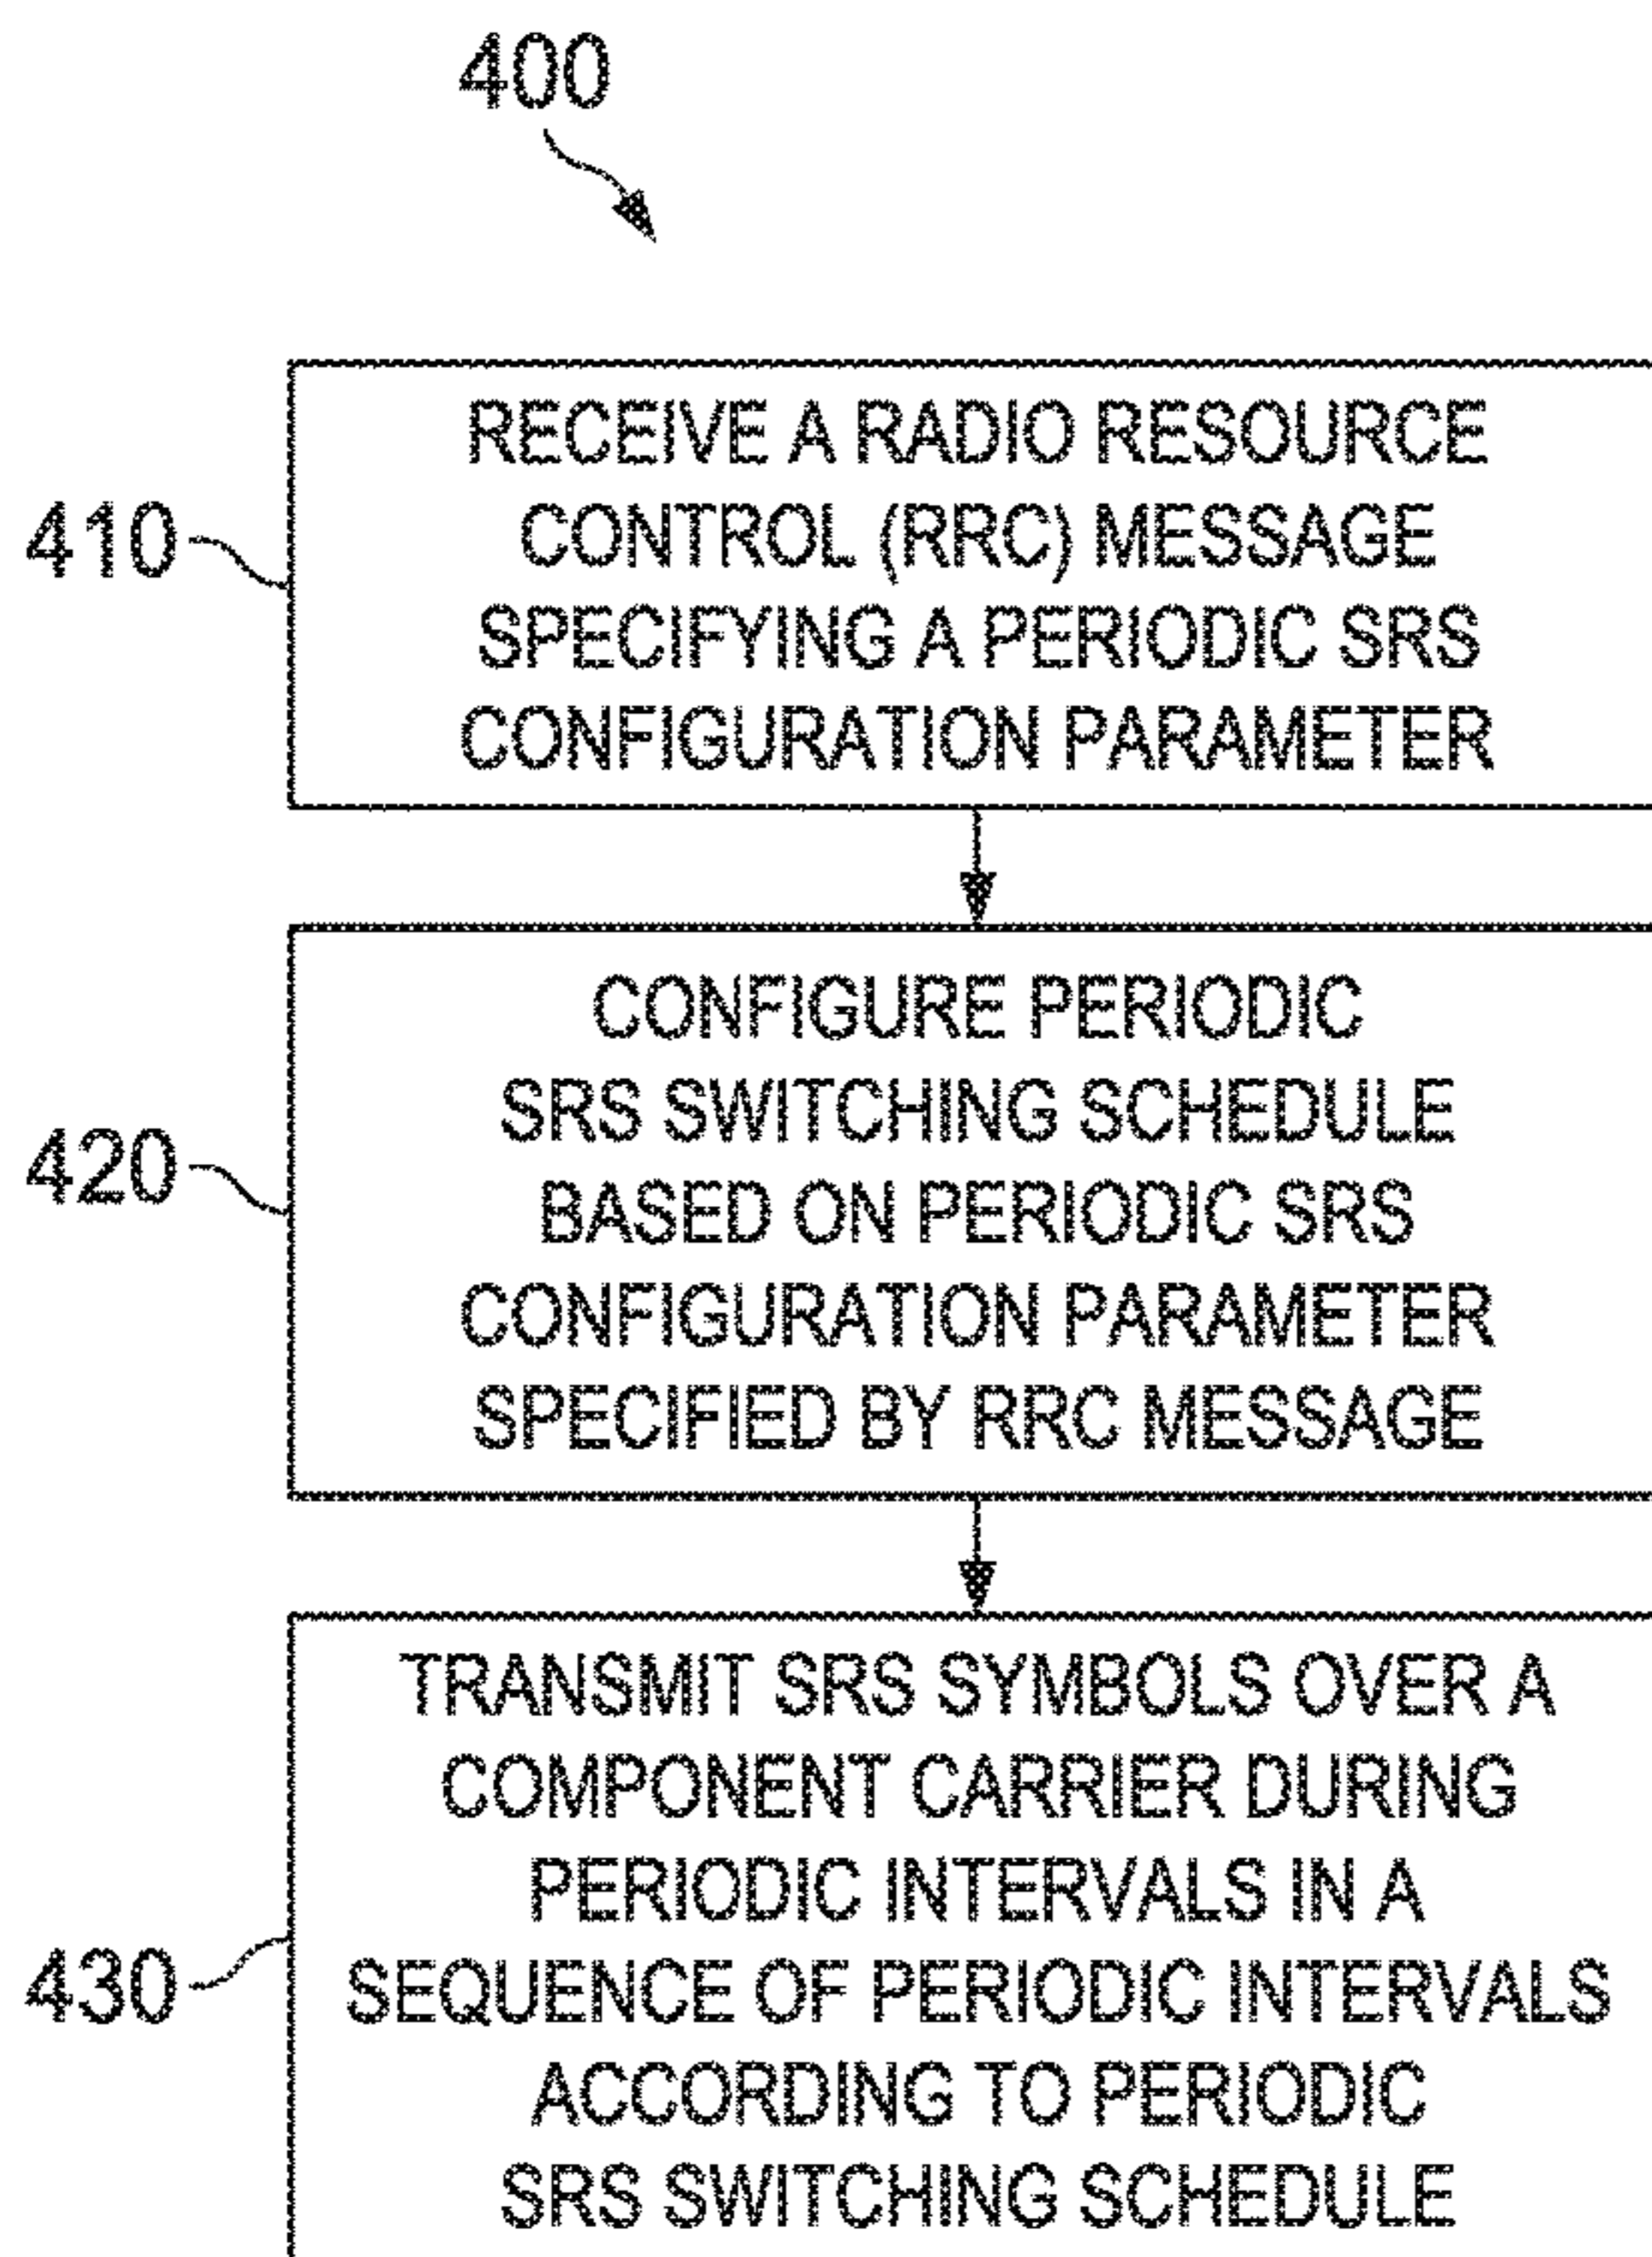 400
410
RECEIVE A RADIO RESOURCE
CONTROL (RRC) MESSAGE
SPECIFYING A PERIODIC SRS
CONFIGURATION PARAMETER
420
CONFIGURE PERIODIC
SRS SWITCHING SCHEDULE
BASED ON PERIODIC SRS
CONFIGURATION PARAMETER
SPECIFIED BY RRC MESSAGE
430
TRANSMIT SRS SYMBOLS OVER A
COMPONENT CARRIER DURING
PERIODIC INTERVALS IN A
SEQUENCE OF PERIODIC INTERVALS
ACCORDING TO PERIODIC
SRS SWITCHING SCHEDULE